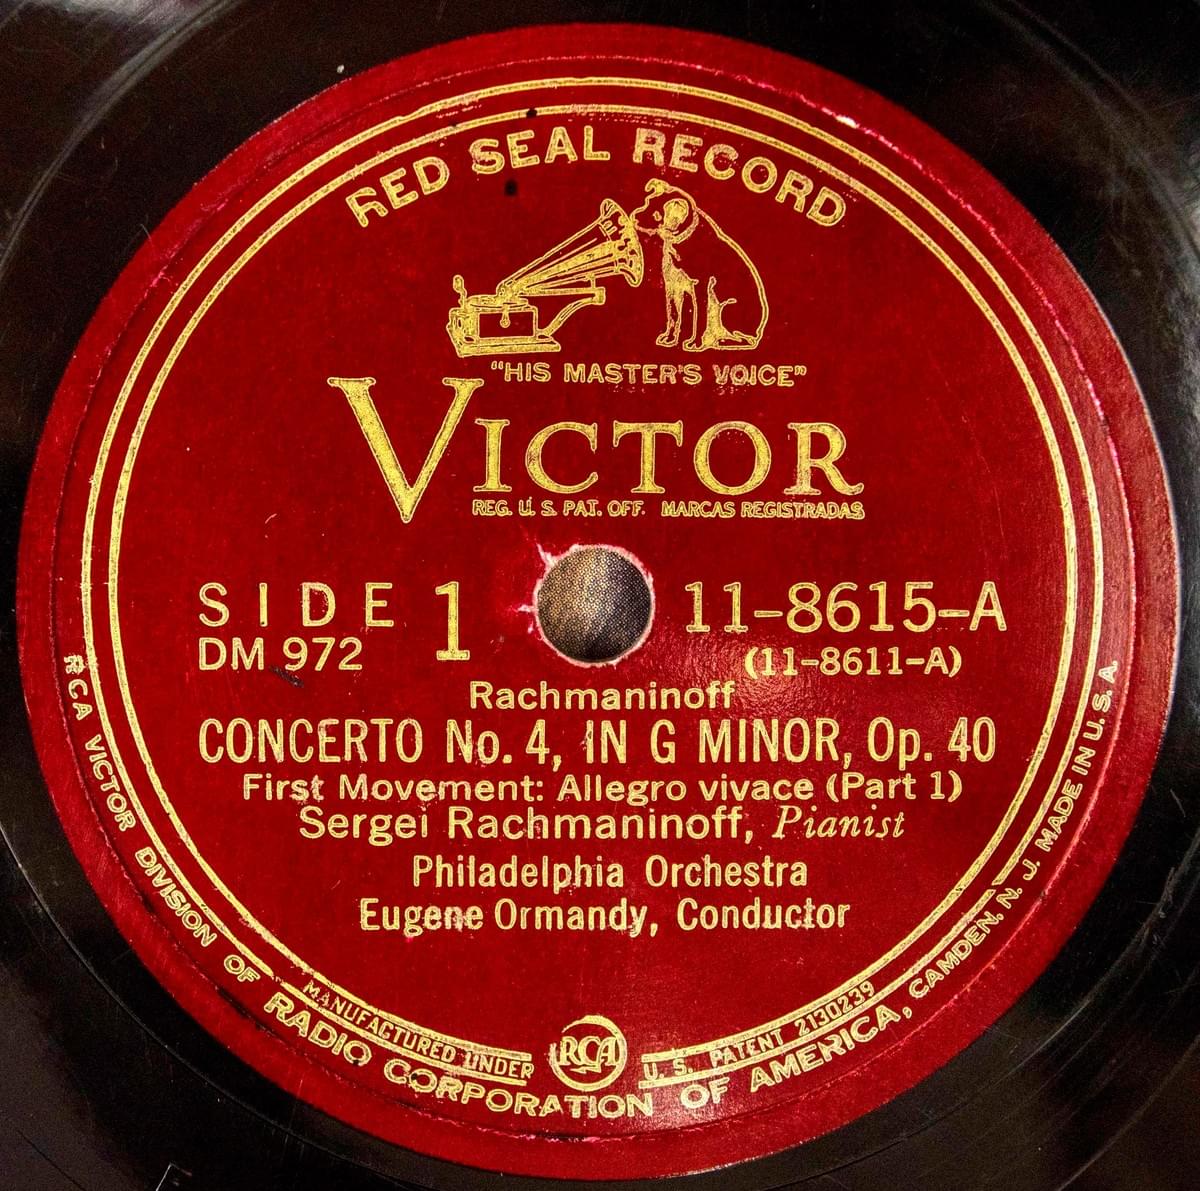 RED SEAL RECORD
"HIS MASTER'S VOICE"
VICTOR
REG. U. S. PAT. OFF. MARCAS REGISTRADAS
SIDE 1
11-8615-A
DM 972
(11-8611-A)
Rachmaninoff
CONCERTO No. 4, IN G MINOR, Op. 40
First Movement: Allegro vivace (Part 1)
Sergei Rachmaninoff, Pianist
Philadelphia Orchestra
Eugene Ormandy, Conductor
MANUFACTURED UNDER RCA U. S. PATENT 2130239
RCA VICTOR DIVISION OF RADIO CORPORATION OF AMERICA, CAMDEN, N. J. MADE IN U. S. A.